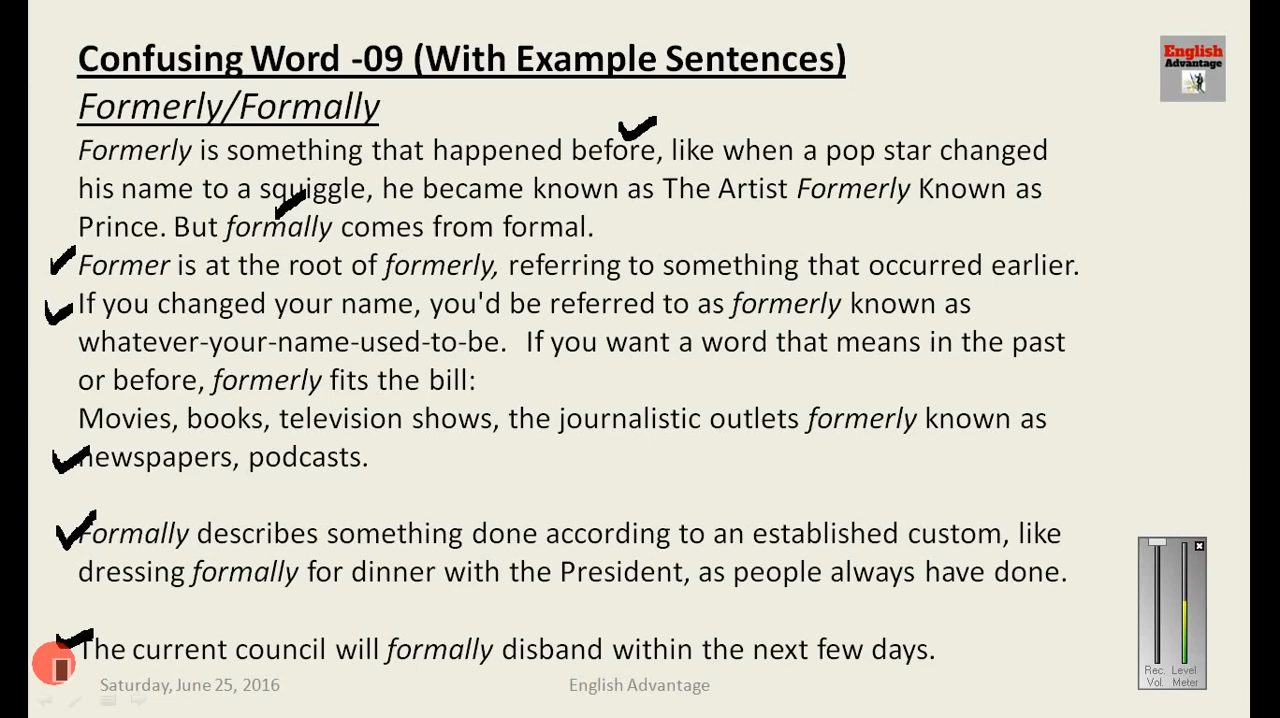 Confusing Word -09 (With Example Sentences)
English
Advantage
Formerly/Formally
Formerly is something that happened before, like when a pop star changed
his name to a squiggle, he became known as The Artist Formerly Known as
Prince. But formally comes from formal.
Former is at the root of formerly, referring to something that occurred earlier.
If you changed your name, you'd be referred to as formerly known as
whatever-your-name-used-to-be. If you want a word that means in the past
or before, formerly fits the bill:
Movies, books, television shows, the journalistic outlets formerly known as
newspapers, podcasts.
Formally describes something done according to an established custom, like
dressing formally for dinner with the President, as people always have done.
The current council will formally disband within the next few days.
Rec. Level
Vol. Meter
Saturday, June 25, 2016 English Advantage